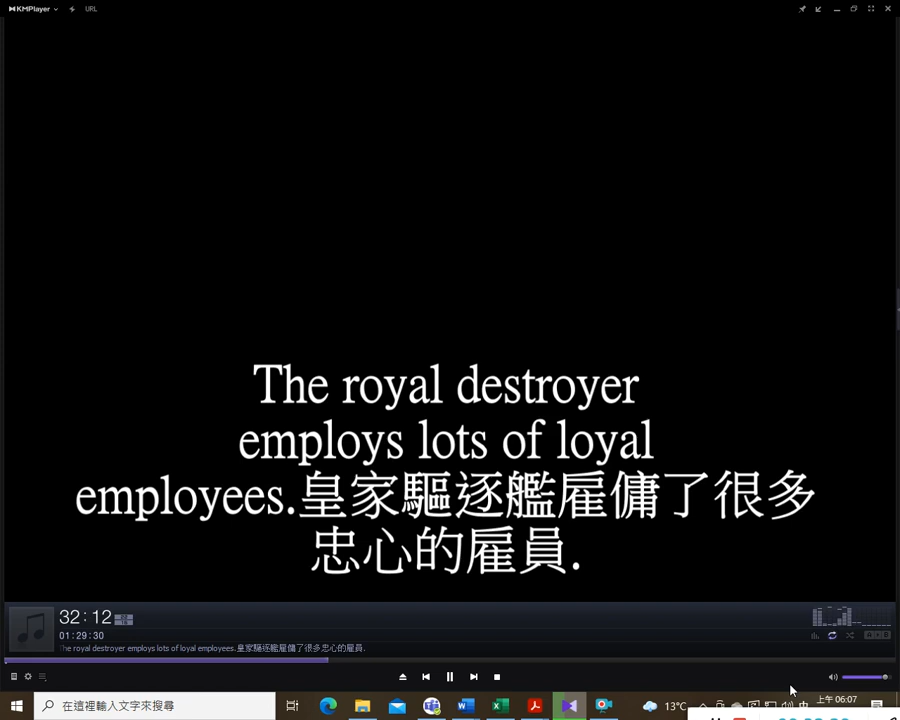 KMPlayer
URL
The royal destroyer
employs lots of loyal
employees.皇家驅逐艦雇傭了很多
忠心的雇員.
32:12
01:29:30
The royal destroyer employs lots of loyal employees.皇家驅逐艦雇傭了很多忠心的雇員.
在這裡輸入文字來搜尋
13°C
中
上午 06:07